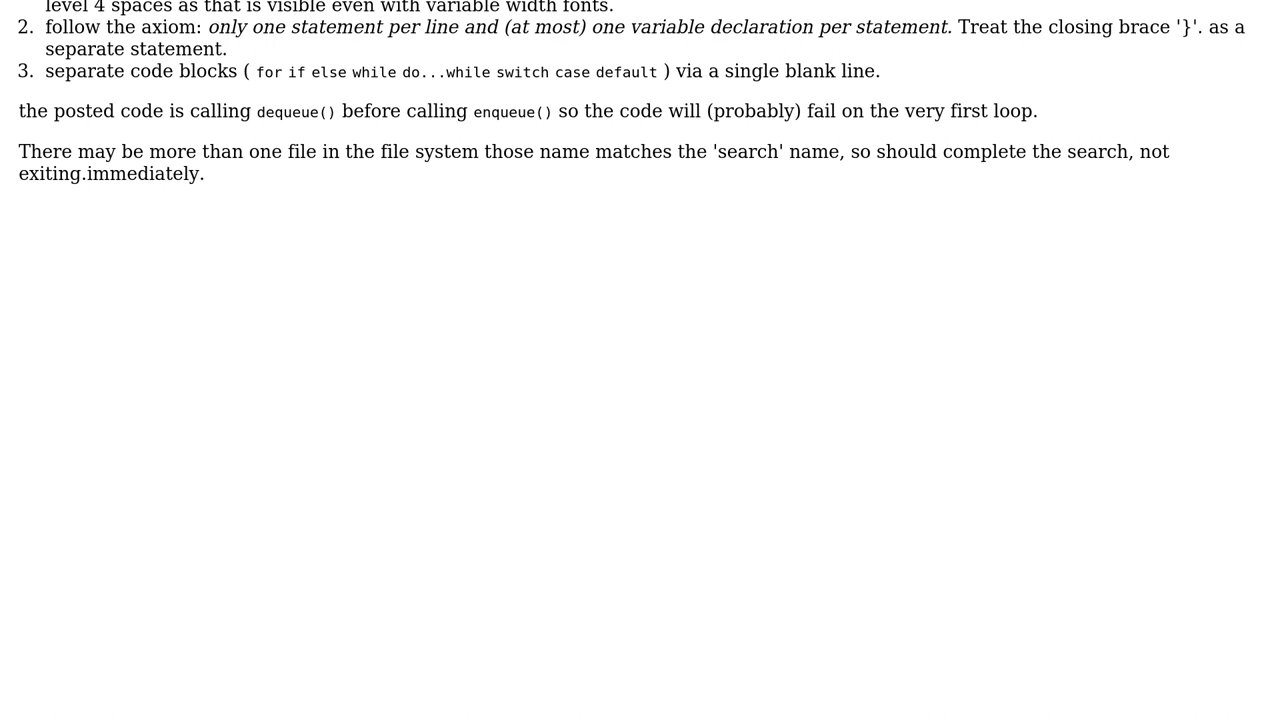 level 4 spaces as that is visible even with variable width fonts.
2. follow the axiom: only one statement per line and (at most) one variable declaration per statement. Treat the closing brace '}'. as a
separate statement.
3. separate code blocks ( for if else while do...while switch case default ) via a single blank line.
the posted code is calling dequeue() before calling enqueue() so the code will (probably) fail on the very first loop.
There may be more than one file in the file system those name matches the 'search' name, so should complete the search, not
exiting.immediately.